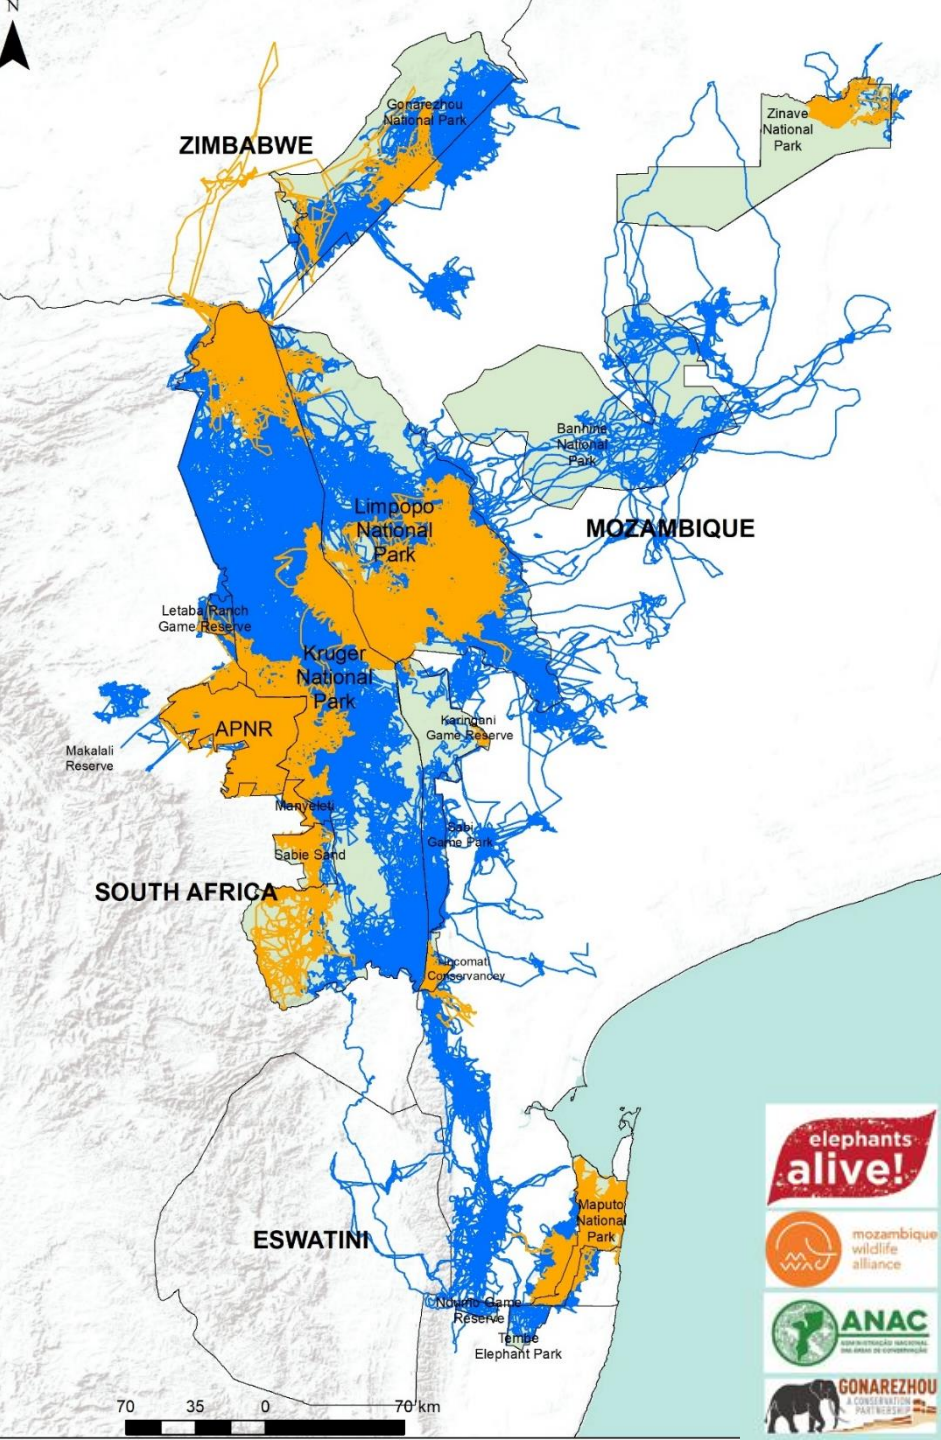 N
Gonarezhou
National Park
ZIMBABWE
Zinave
National
Park
Banhine
National
Park
Limpopo
National
Park
MOZAMBIQUE
Letaba Ranch
Game Reserve
Kruger
National
Park
APNR
Karingani
Game Reserve
Makalali
Reserve
Manyeleti
Sabi
Game Park
Sabie Sand
SOUTH AFRICA
Incomati
Conservancey
elephants
alive!
Maputo
National
Park
mozambique
wildlife
alliance
ESWATINI
Ndumo Game
Reserve
Tembe
Elephant Park
ANAC
ADMINISTRAÇÃO NACIONAL
DAS ÁREAS DE CONSERVAÇÃO
GONAREZHOU
A CONSERVATION
PARTNERSHIP
70 35 0 70 km